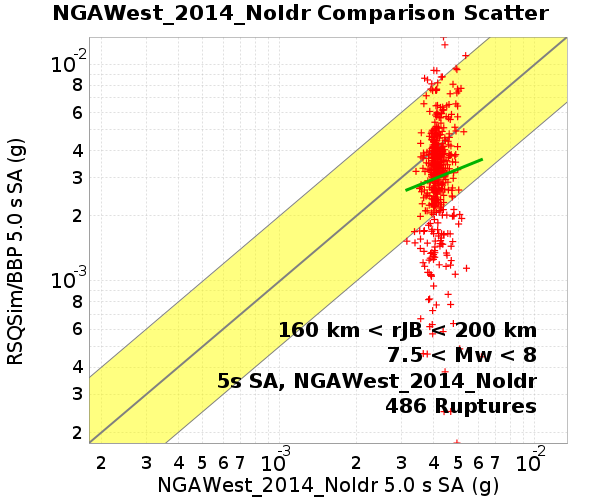 NGAWest_2014_NoIdr Comparison Scatter
RSQSim/BBP 5.0 s SA (g)
10-2
8
6
4
3
2
10-3
8
6
4
3
2
160 km < rJB < 200 km
7.5 < Mw < 8
5s SA, NGAWest_2014_NoIdr
486 Ruptures
2 3 4 5 6 7 10-3 2 3 4 5 6 7 10-2
NGAWest_2014_NoIdr 5.0 s SA (g)